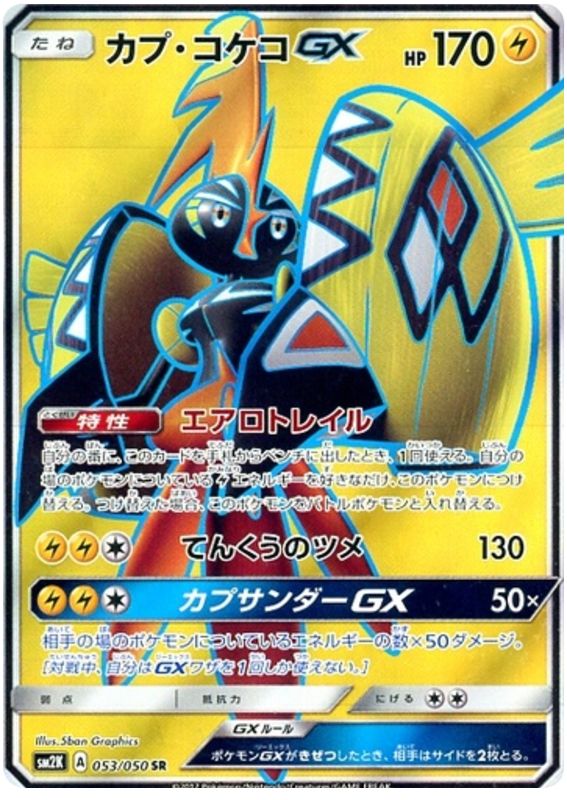 たね カプ・コケコGX HP 170
とくせい
特性 エアロトレイル
自分の番に、このカードを手札からベンチに出したとき、1回使える。自分の
場のポケモンについているエネルギーを好きなだけ、このポケモンにつけ
替える。つけ替えた場合、このポケモンをバトルポケモンと入れ替える。
てんくうのツメ 130
カプサンダーGX 50×
相手の場のポケモンについているエネルギーの数×50ダメージ。
[対戦中、自分はGXワザを1回しか使えない。]
弱点 抵抗力 にげる
GXルール
ポケモンGXがきぜつしたとき、相手はサイドを2枚とる。
Illus.5ban Graphics
SM2K A 053/050 SR
©2017 Pokémon/Nintendo/Creatures/GAME FREAK